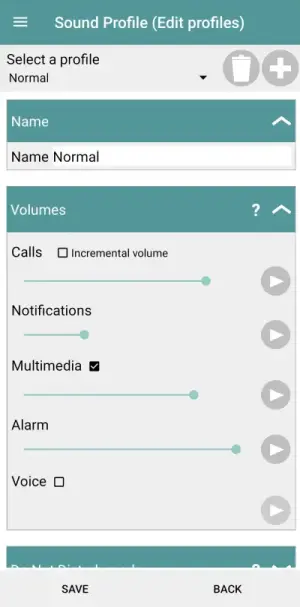 Sound Profile (Edit profiles)
Select a profile
Normal
Name
Name Normal
Volumes ?
Calls Incremental volume
Notifications
Multimedia
Alarm
Voice
SAVE BACK